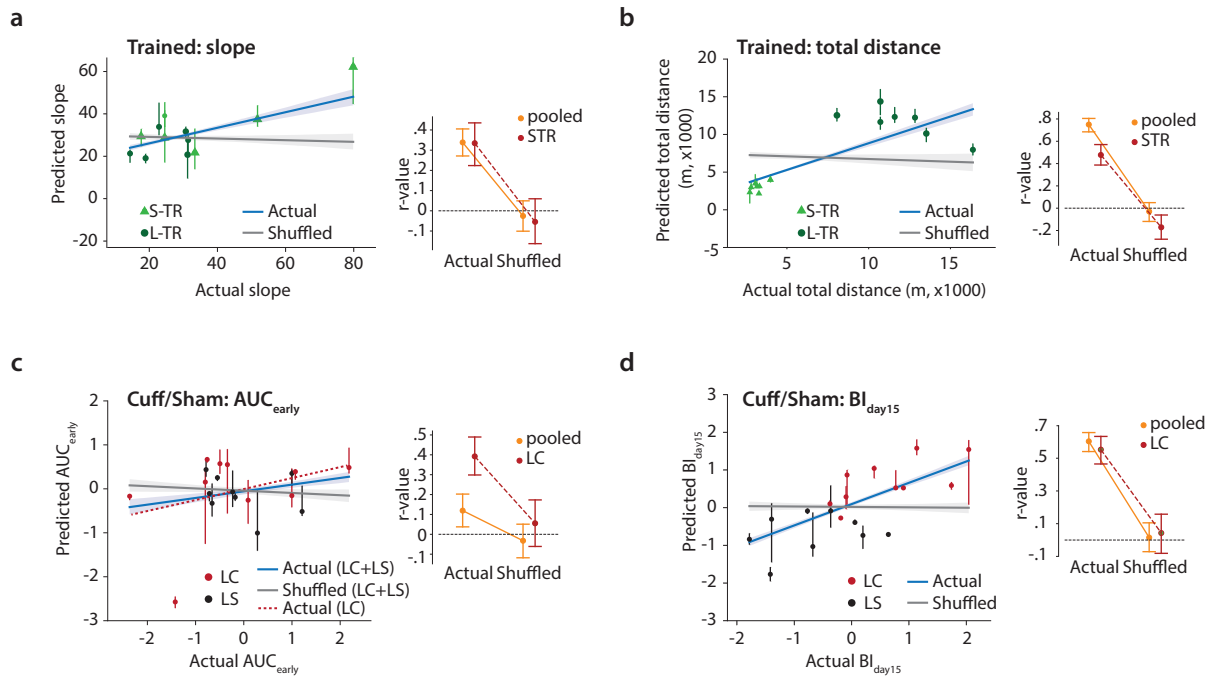 a
Trained: slope
Predicted slope
60
40
20
0
-20
S-TR
L-TR
Actual
Shuffled
20
40
60
80
Actual slope
pooled
STR
r-value
.4
.3
.2
.1
0
-.1
Actual Shuffled
b
Trained: total distance
Predicted total distance
(m, x1000)
20
15
10
5
0
-5
S-TR
L-TR
Actual
Shuffled
5
10
15
Actual total distance (m, x1000)
pooled
STR
r-value
.8
.6
.4
.2
0
-.2
Actual Shuffled
c
Cuff/Sham: AUCearly
Predicted AUCearly
2
1
0
-1
-2
-3
LC
LS
Actual (LC+LS)
Shuffled (LC+LS)
Actual (LC)
-2
-1
0
1
2
Actual AUCearly
pooled
LC
r-value
.5
.4
.3
.2
.1
0
-.1
Actual Shuffled
d
Cuff/Sham: BIday15
Predicted BIday15
3
2
1
0
-1
-2
-3
LC
LS
Actual
Shuffled
-2
-1
0
1
2
Actual BIday15
pooled
LC
r-value
.7
.5
.3
.1
-.1
Actual Shuffled